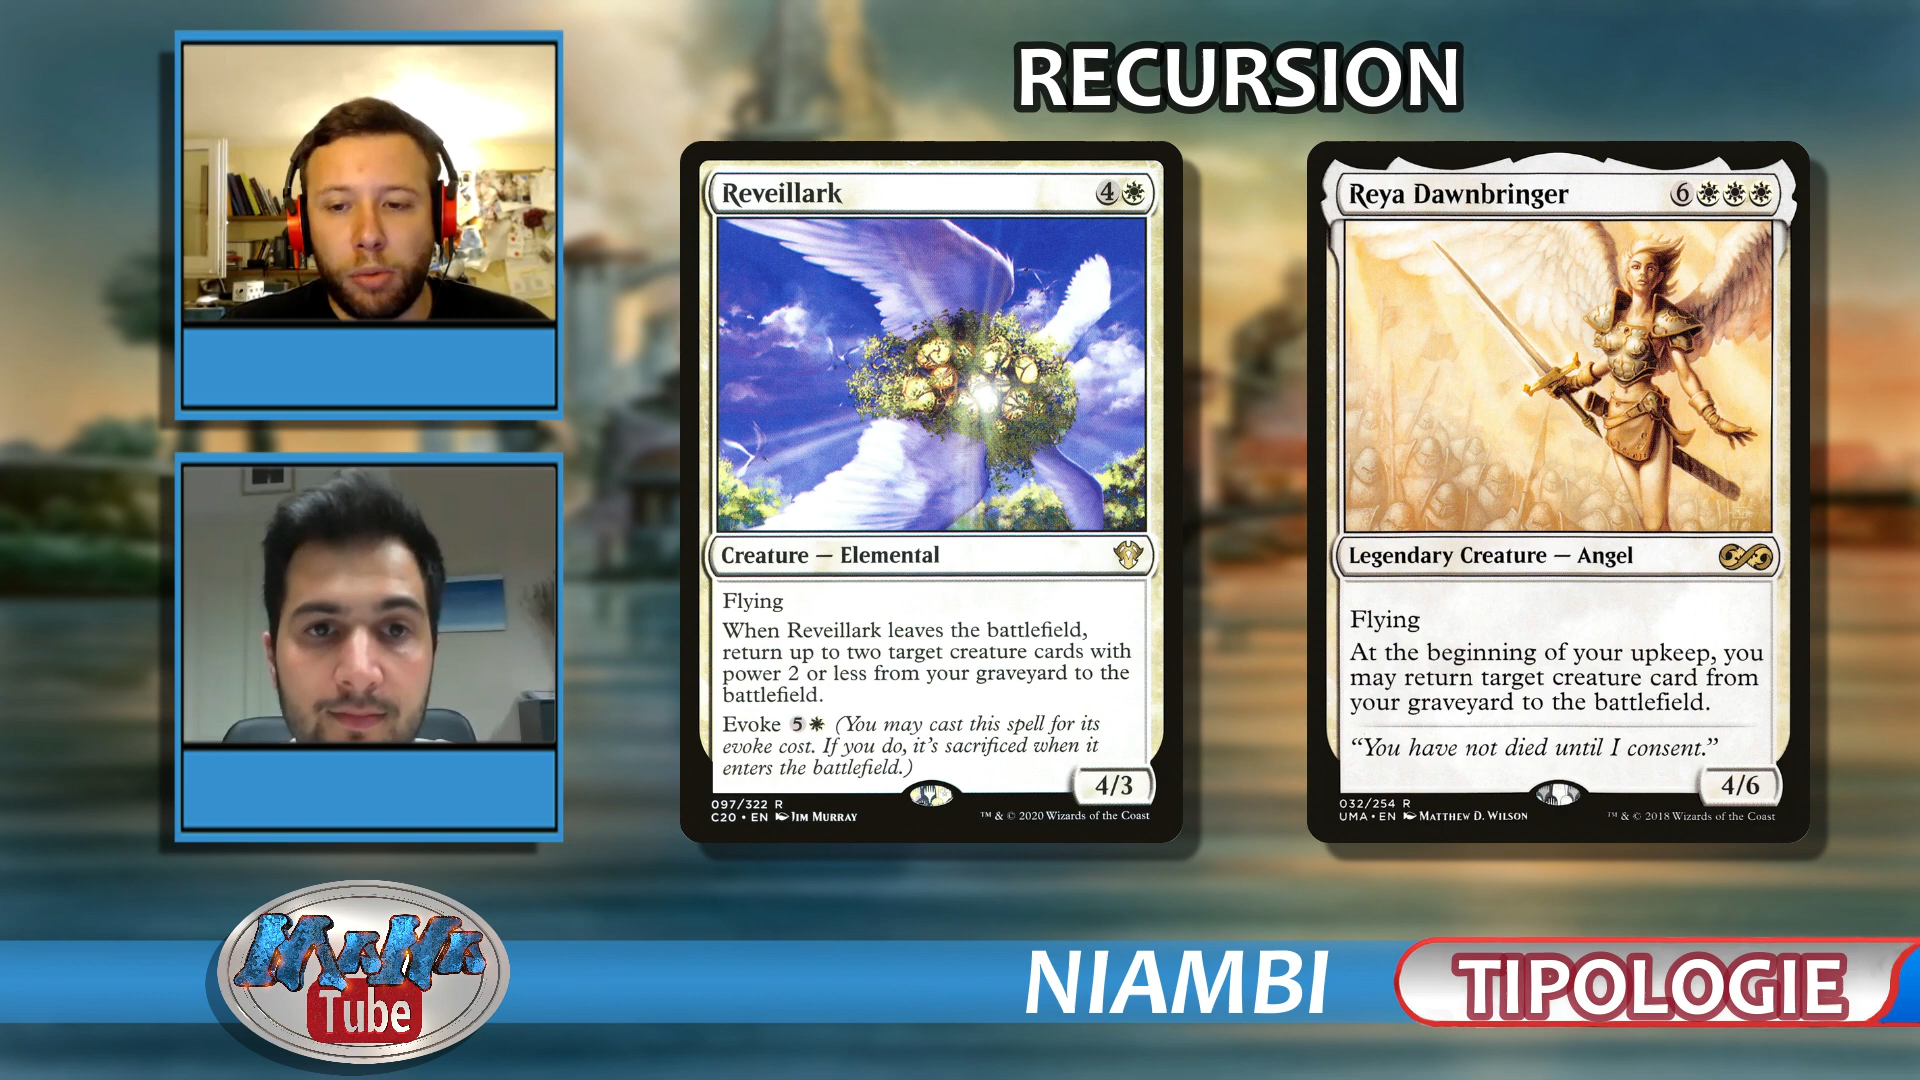 RECURSION
Reveillark
4
Creature — Elemental
Flying
When Reveillark leaves the battlefield,
return up to two target creature cards with
power 2 or less from your graveyard to the
battlefield.
Evoke 5 (You may cast this spell for its
evoke cost. If you do, it's sacrificed when it
enters the battlefield.)
4/3
097/322 R
C20 • EN Jim Murray
™ & © 2020 Wizards of the Coast
Reya Dawnbringer
6
Legendary Creature — Angel
Flying
At the beginning of your upkeep, you
may return target creature card from
your graveyard to the battlefield.
"You have not died until I consent."
4/6
032/254 R
UMA • EN Matthew D. Wilson
™ & © 2018 Wizards of the Coast
MaNa
Tube
NIAMBI
TIPOLOGIE